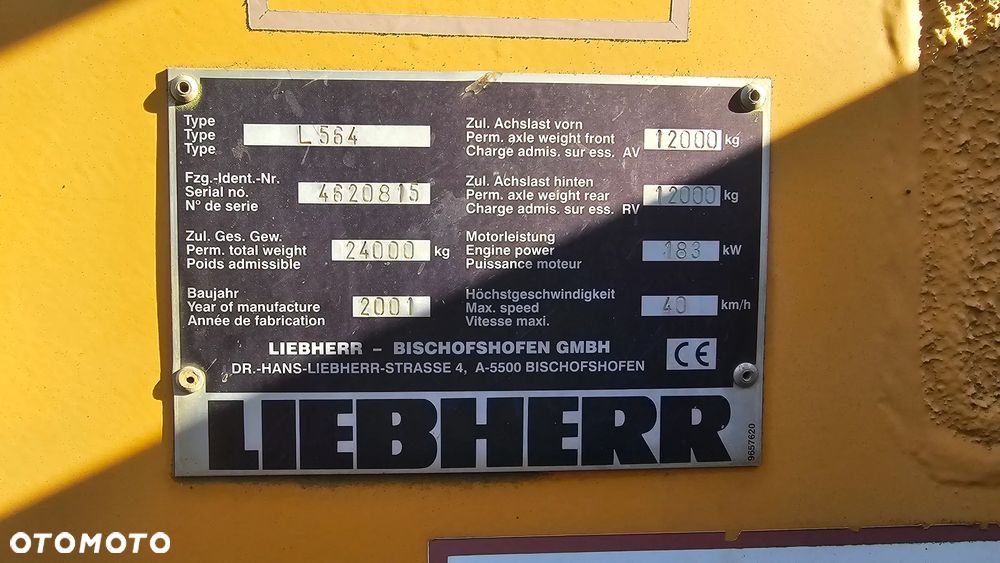 Type
Type
Type
L 564
Fzg.-Ident.-Nr.
Serial no.
N° de serie
4620815
Zul. Ges. Gew.
Perm. total weight
Poids admissible
24000 kg
Baujahr
Year of manufacture
Année de fabrication
2001
Zul. Achslast vorn
Perm. axle weight front
Charge admis. sur ess. AV
12000 kg
Zul. Achslast hinten
Perm. axle weight rear
Charge admis. sur ess. RV
12000 kg
Motorleistung
Engine power
Puissance moteur
183 kW
Höchstgeschwindigkeit
Max. speed
Vitesse maxi.
40 km/h
LIEBHERR – BISCHOFSHOFEN GMBH
DR.-HANS-LIEBHERR-STRASSE 4, A-5500 BISCHOFSHOFEN
CE
LIEBHERR
9657620
OTOMOTO